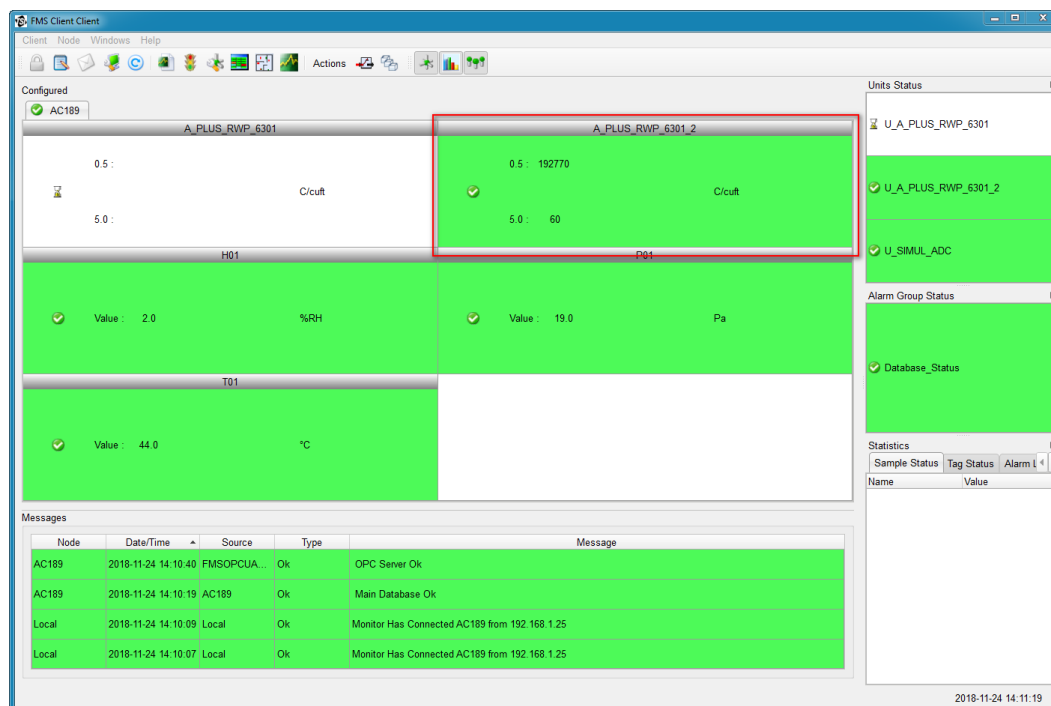 FMS Client Client
Client Node Windows Help
Actions
Configured
AC189
A_PLUS_RWP_6301
0.5 :
C/cuft
5.0 :
A_PLUS_RWP_6301_2
0.5 : 192770
C/cuft
5.0 : 60
H01
Value : 2.0 %RH
P01
Value : 19.0 Pa
T01
Value : 44.0 °C
Units Status
U_A_PLUS_RWP_6301
U_A_PLUS_RWP_6301_2
U_SIMUL_ADC
Alarm Group Status
Database_Status
Statistics
Sample Status Tag Status Alarm L
Name Value
Messages
Node Date/Time Source Type Message
AC189 2018-11-24 14:10:40 FMSOPCUA... Ok OPC Server Ok
AC189 2018-11-24 14:10:19 AC189 Ok Main Database Ok
Local 2018-11-24 14:10:09 Local Ok Monitor Has Connected AC189 from 192.168.1.25
Local 2018-11-24 14:10:07 Local Ok Monitor Has Connected AC189 from 192.168.1.25
2018-11-24 14:11:19